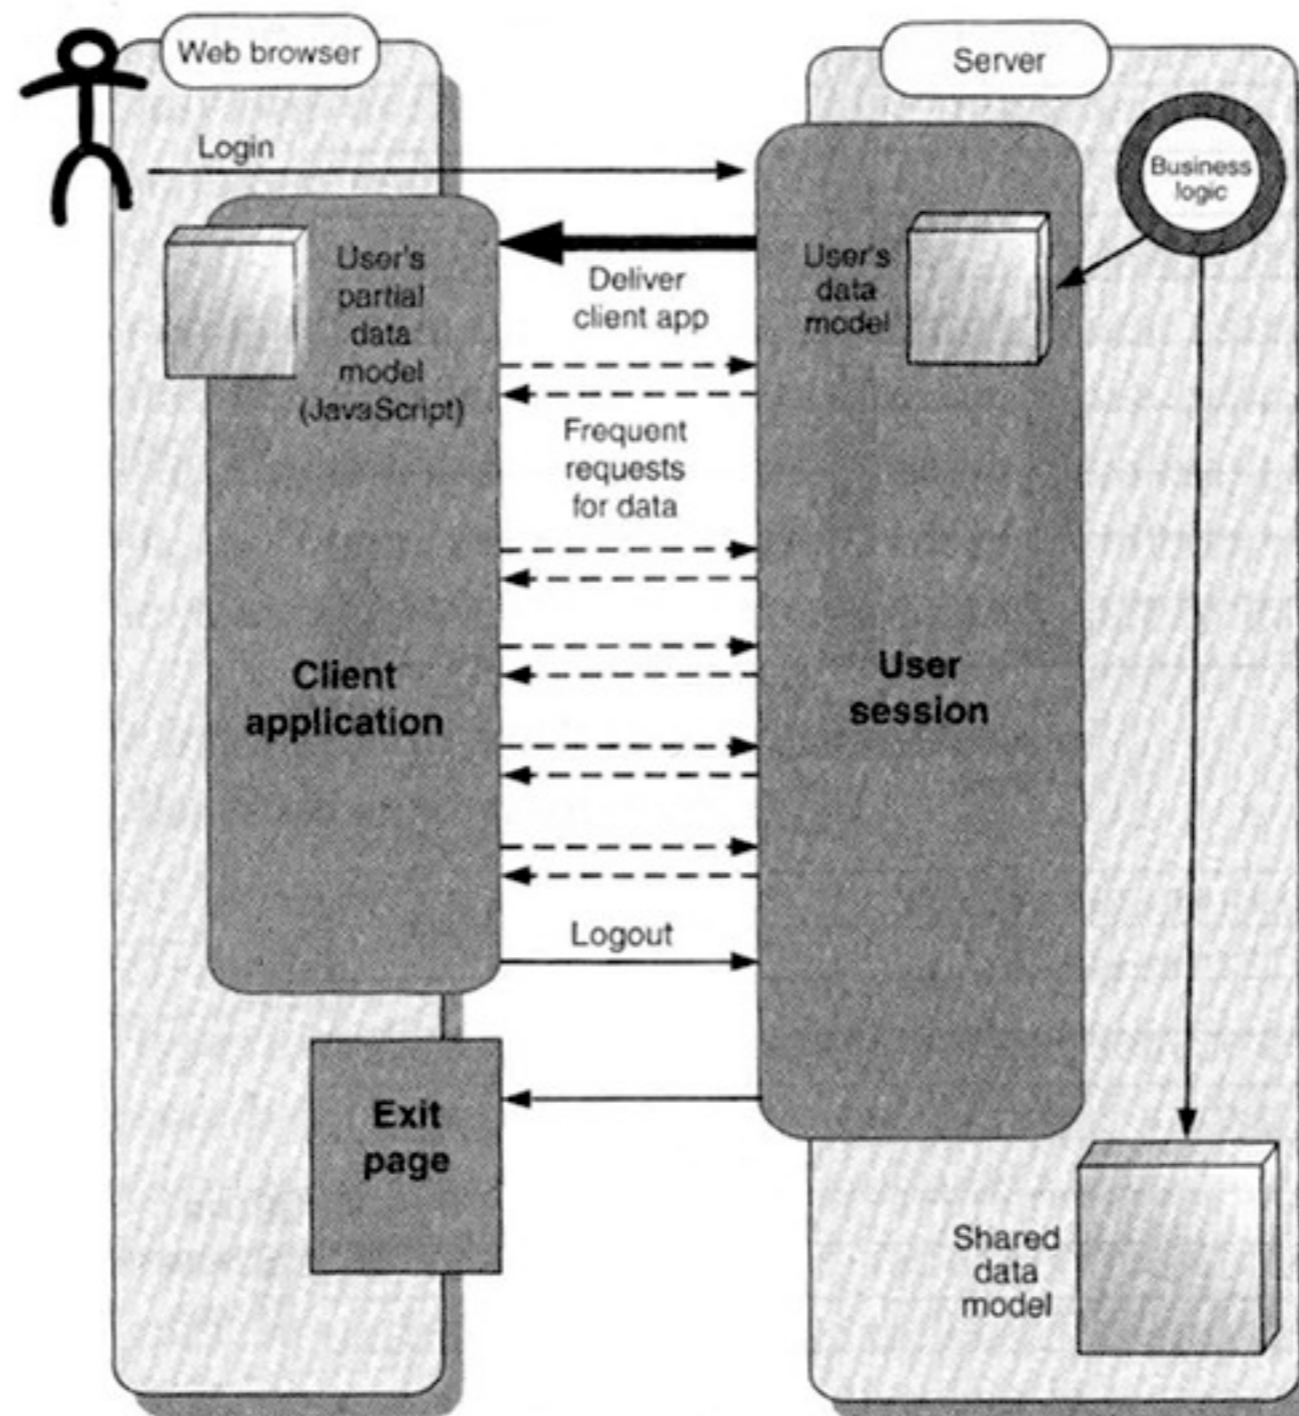 Web browser
Server
Login
Business
logic
User's
partial
data
model
(JavaScript)
Deliver
client app
User's
data
model
Frequent
requests
for data
Client
application
User
session
Logout
Exit
page
Shared
data
model